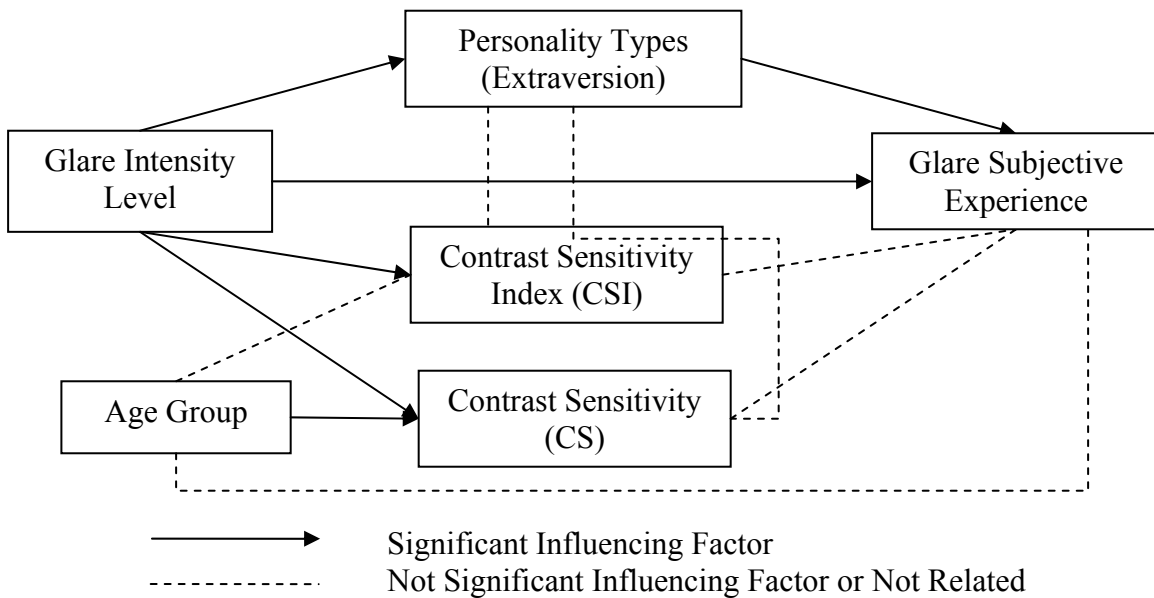 Personality Types
(Extraversion)
Glare Intensity
Level
Glare Subjective
Experience
Contrast Sensitivity
Index (CSI)
Age Group
Contrast Sensitivity
(CS)
Significant Influencing Factor
Not Significant Influencing Factor or Not Related